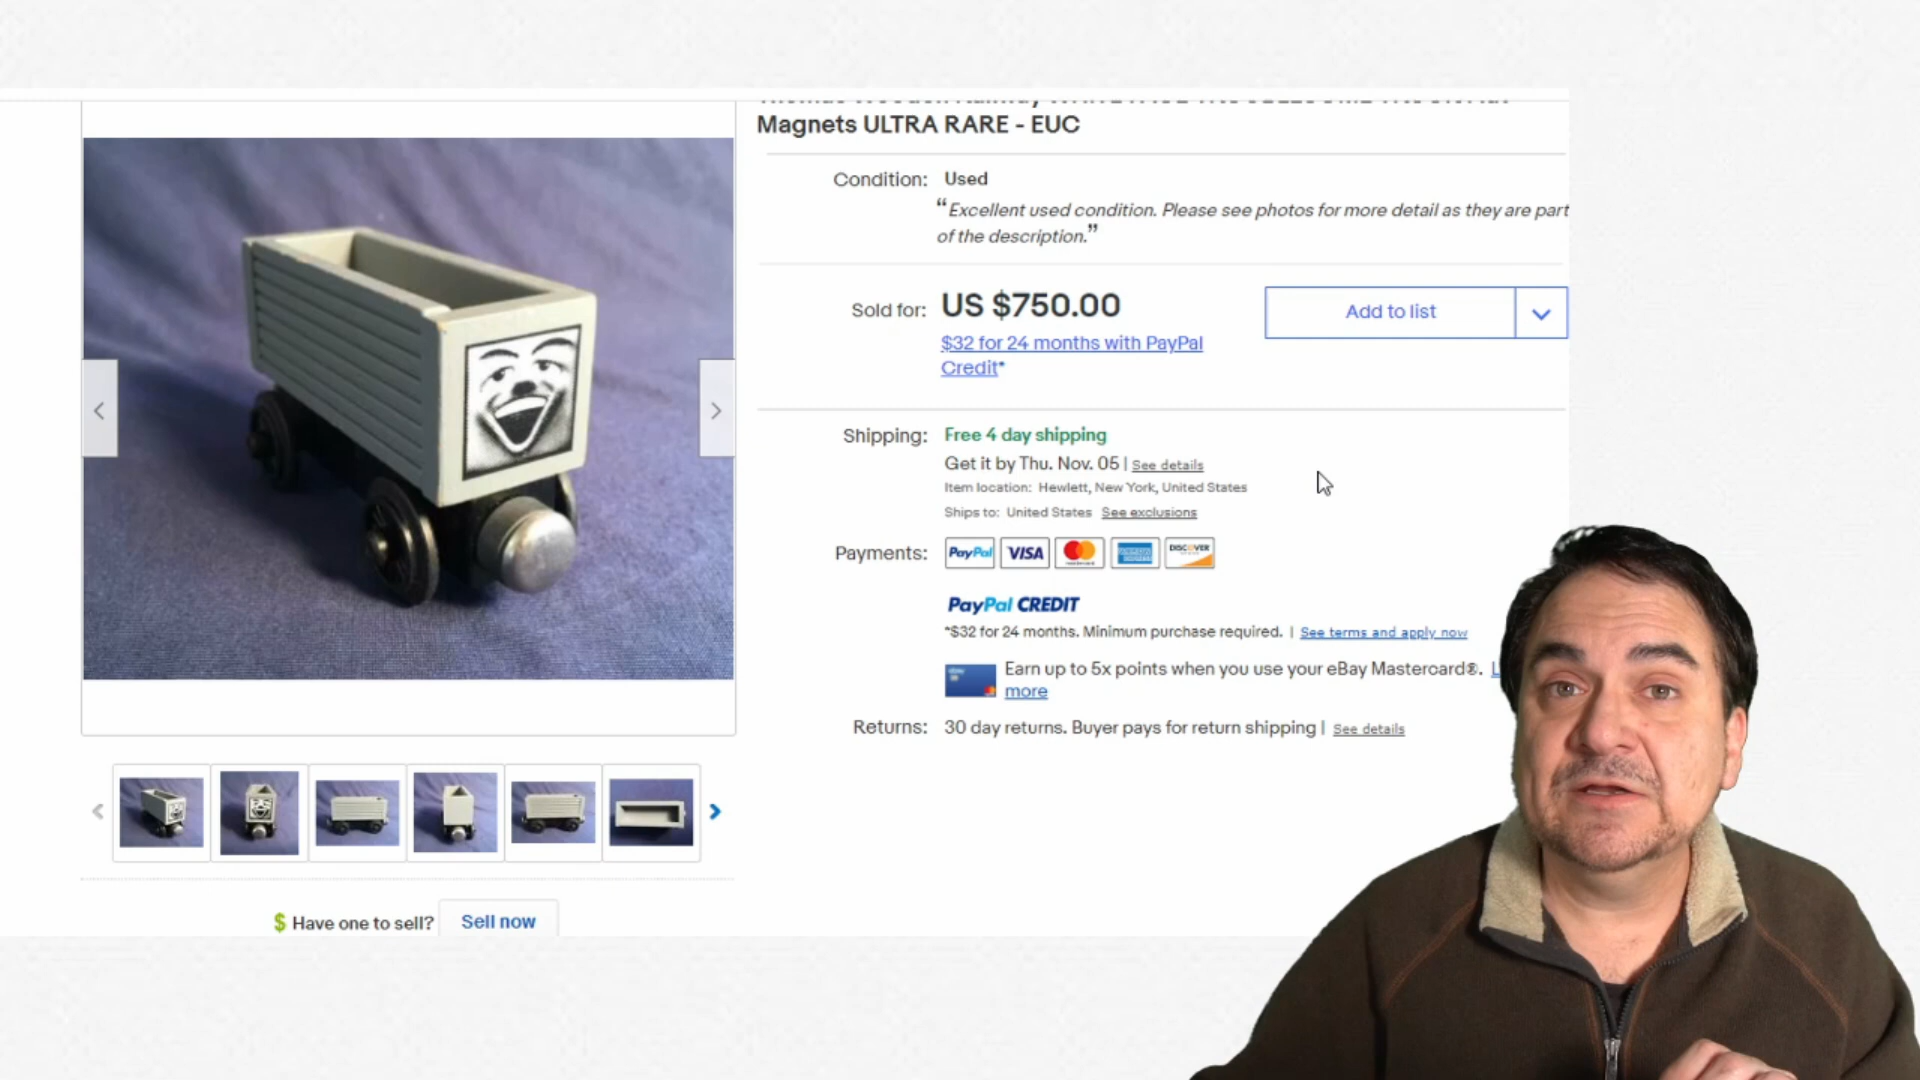 Magnets ULTRA RARE - EUC
Condition: Used
“Excellent used condition. Please see photos for more detail as they are part
of the description.”
Sold for: US $750.00
Add to list
$32 for 24 months with PayPal
Credit*
Shipping: Free 4 day shipping
Get it by Thu. Nov. 05 | See details
Item location: Hewlett, New York, United States
Ships to: United States See exclusions
Payments: PayPal VISA mastercard AMERICAN EXPRESS DISCOVER
PayPal CREDIT
*$32 for 24 months. Minimum purchase required. | See terms and apply now
Earn up to 5x points when you use your eBay Mastercard®.
more
Returns: 30 day returns. Buyer pays for return shipping | See details
$ Have one to sell? Sell now